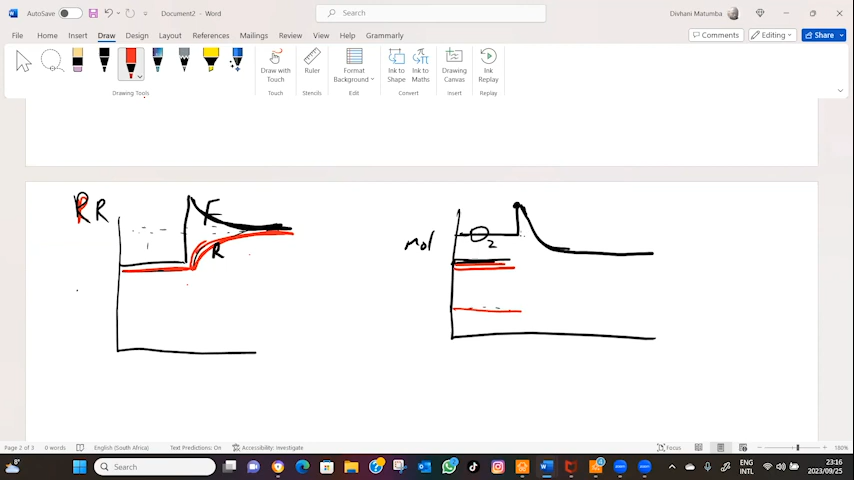 AutoSave Off Document2 - Word Search Divhani Matumba
File Home Insert Draw Design Layout References Mailings Review View Help Grammarly Comments Editing Share
Draw with Touch Ruler Format Background Ink to Shape Ink to Maths Drawing Canvas Ink Replay
Drawing Tools Touch Stencils Edit Convert Insert Replay
R R F
R
mol O2
Page 2 of 3 0 words English (South Africa) Text Predictions: On Accessibility: Investigate Focus 130%
8° Search ENG INTL 23:16 2023/09/25